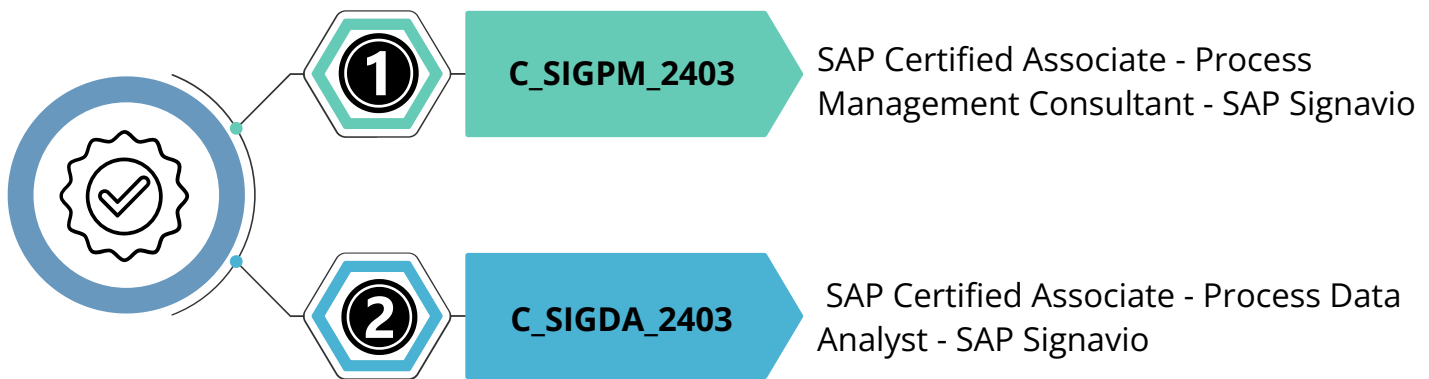 1
C_SIGPM_2403
SAP Certified Associate - Process
Management Consultant - SAP Signavio
2
C_SIGDA_2403
SAP Certified Associate - Process Data
Analyst - SAP Signavio